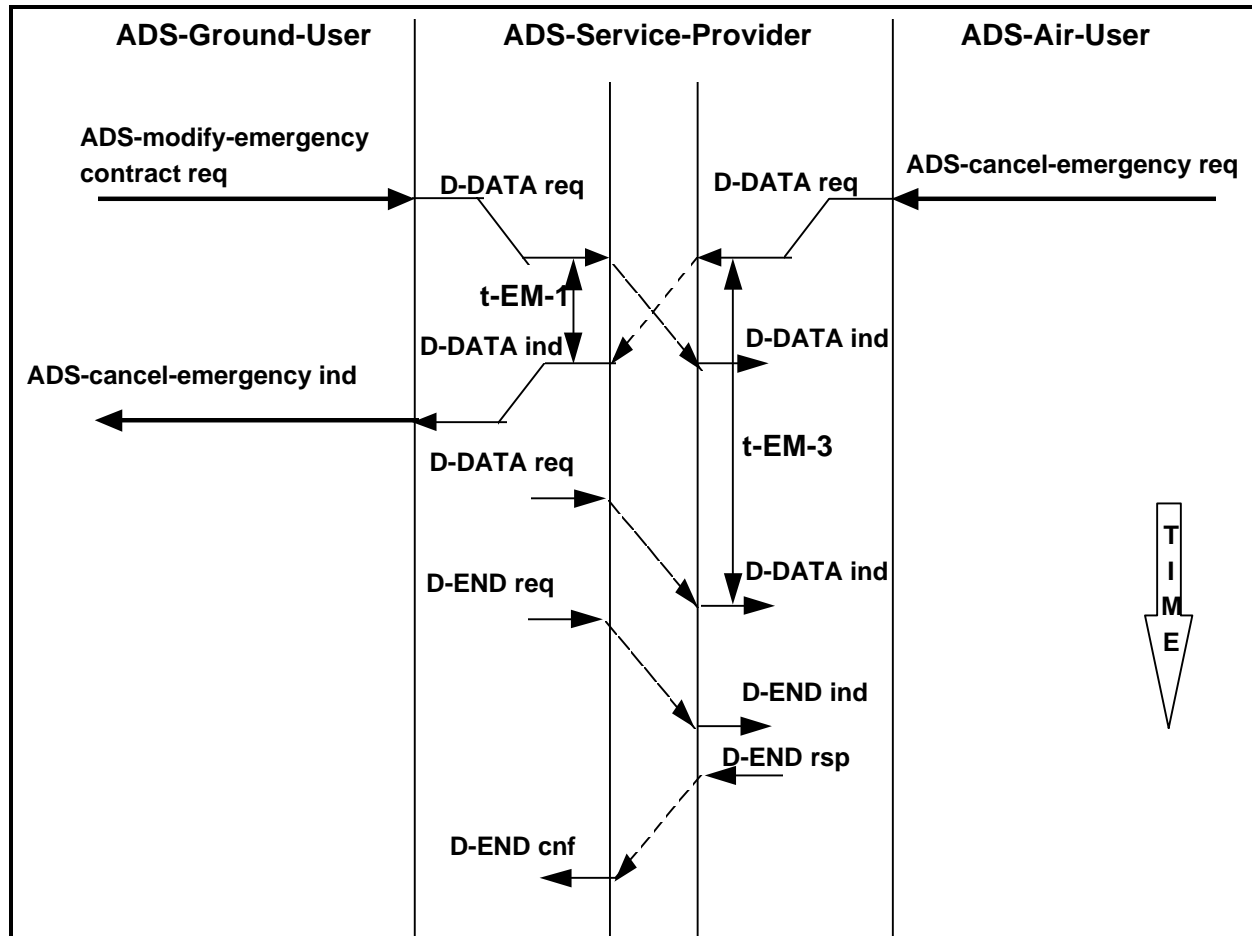 ADS-Ground-User
ADS-Service-Provider
ADS-Air-User
ADS-modify-emergency
contract req
D-DATA req
D-DATA req
ADS-cancel-emergency req
t-EM-1
D-DATA ind
D-DATA ind
ADS-cancel-emergency ind
t-EM-3
D-DATA req
D-DATA ind
D-END req
T
I
M
E
D-END ind
D-END rsp
D-END cnf